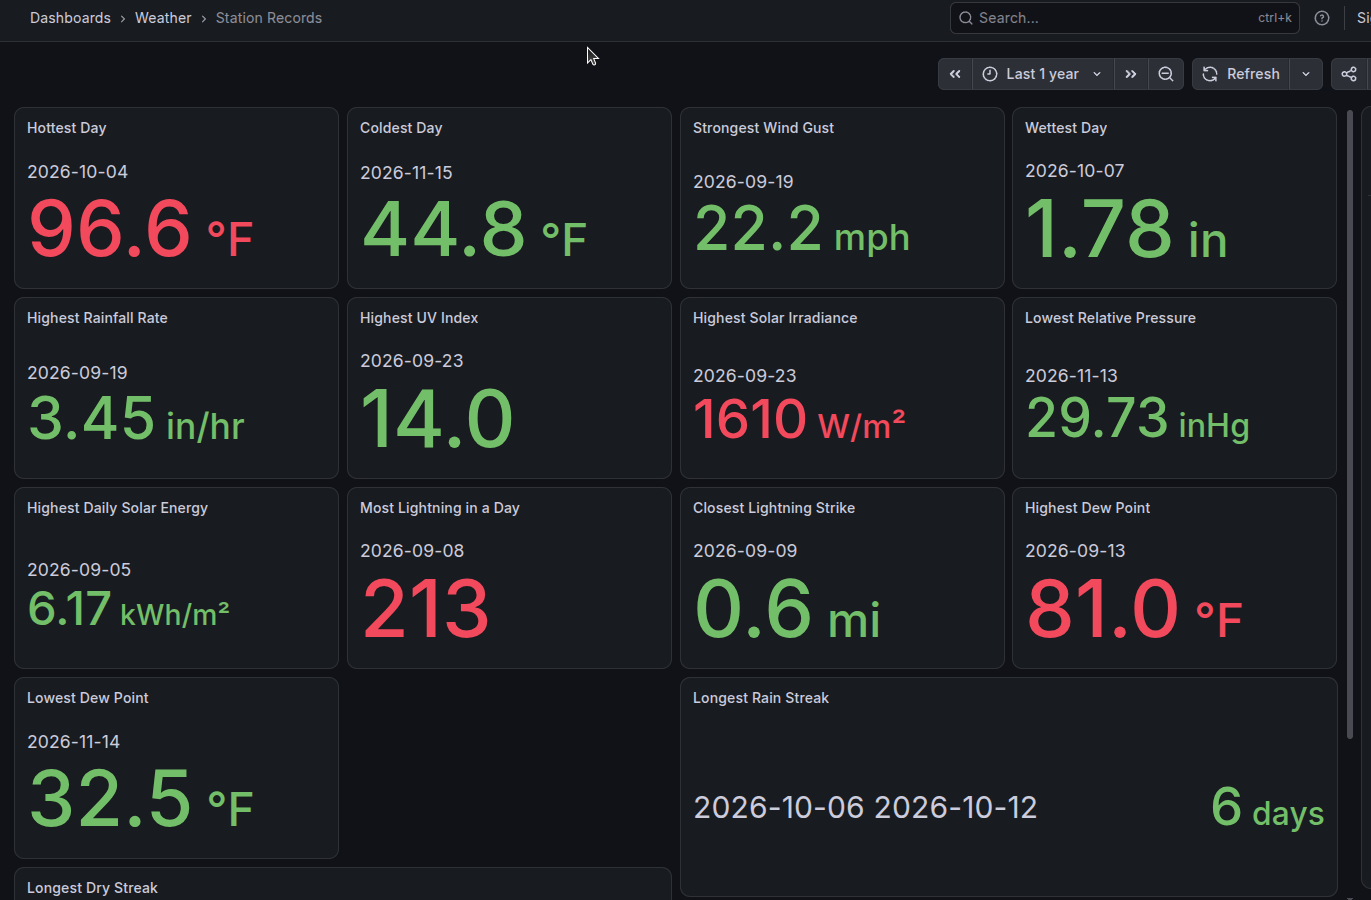 Dashboards › Weather › Station Records
Search... ctrl+k
Last 1 year
Refresh
Hottest Day
2026-10-04
96.6 °F
Coldest Day
2026-11-15
44.8 °F
Strongest Wind Gust
2026-09-19
22.2 mph
Wettest Day
2026-10-07
1.78 in
Highest Rainfall Rate
2026-09-19
3.45 in/hr
Highest UV Index
2026-09-23
14.0
Highest Solar Irradiance
2026-09-23
1610 W/m²
Lowest Relative Pressure
2026-11-13
29.73 inHg
Highest Daily Solar Energy
2026-09-05
6.17 kWh/m²
Most Lightning in a Day
2026-09-08
213
Closest Lightning Strike
2026-09-09
0.6 mi
Highest Dew Point
2026-09-13
81.0 °F
Lowest Dew Point
2026-11-14
32.5 °F
Longest Rain Streak
2026-10-06 2026-10-12 6 days
Longest Dry Streak